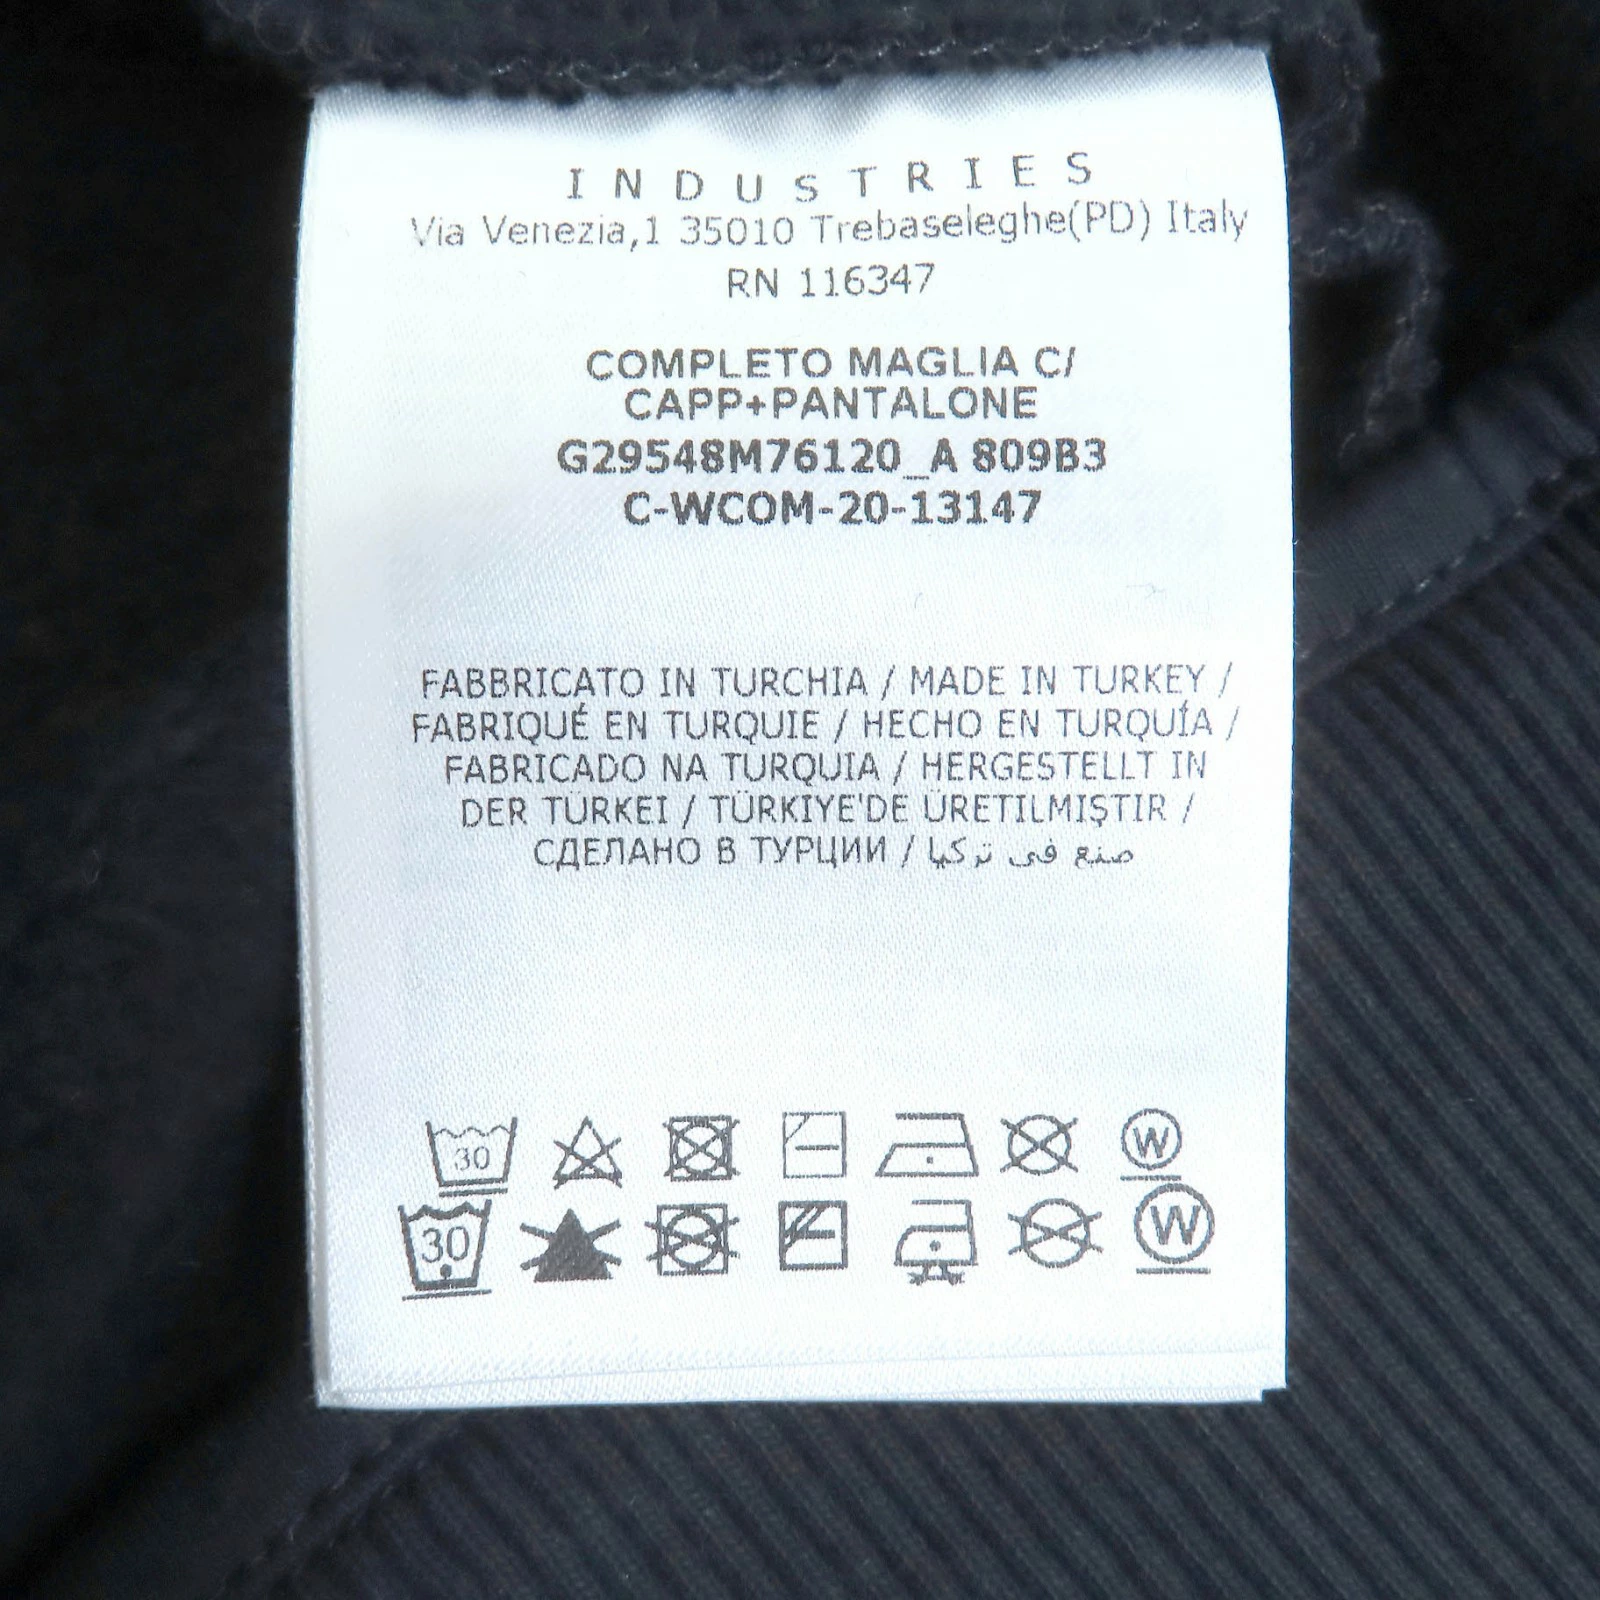 INDUSTRIES
Via Venezia,1 35010 Trebaseleghe(PD) Italy
RN 116347
COMPLETO MAGLIA C/
CAPP+PANTALONE
G29548M76120_A 809B3
C-WCOM-20-13147
FABBRICATO IN TURCHIA / MADE IN TURKEY /
FABRIQUÉ EN TURQUIE / HECHO EN TURQUÍA /
FABRICADO NA TURQUIA / HERGESTELLT IN
DER TÜRKEI / TÜRKIYE'DE ÜRETILMIŞTIR /
СДЕЛАНО В ТУРЦИИ / صنع في تركيا
30 W
30 W